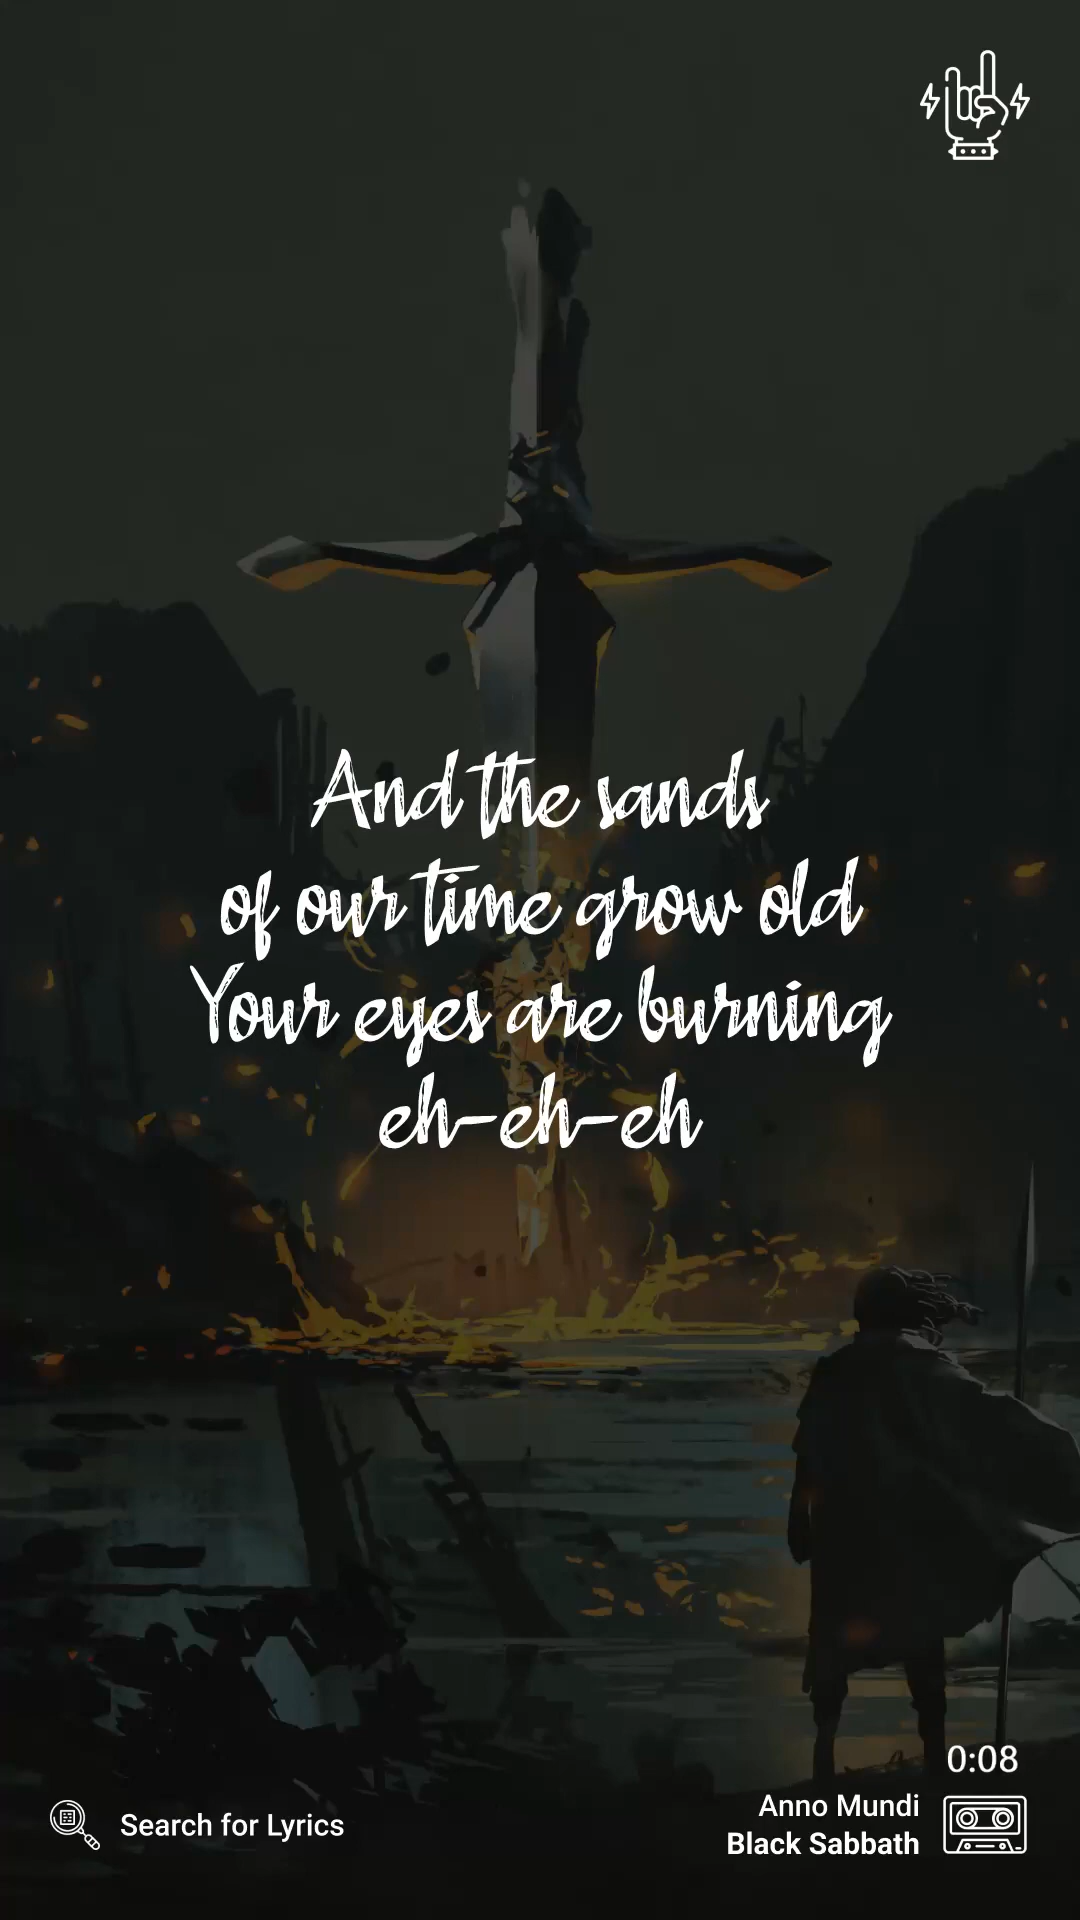 And the sands
of our time grow old
Your eyes are burning
eh-eh-eh
0:08
Search for Lyrics
Anno Mundi
Black Sabbath